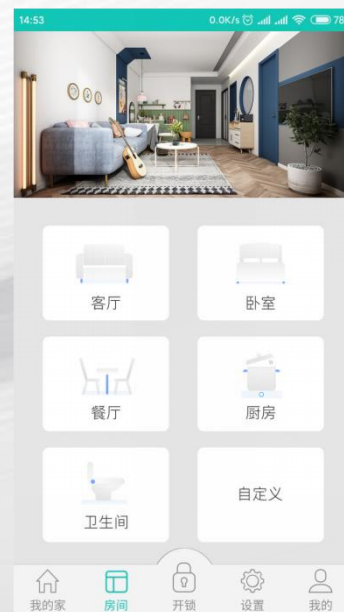 14:53 0.0K/s 78
客厅 卧室
餐厅 厨房
卫生间 自定义
我的家 房间 开锁 设置 我的